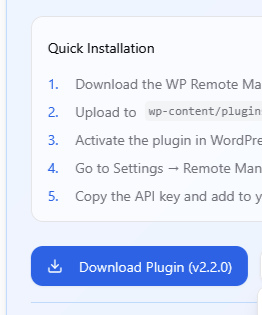 Quick Installation
1. Download the WP Remote Ma
2. Upload to wp-content/plugin
3. Activate the plugin in WordPre
4. Go to Settings → Remote Man
5. Copy the API key and add to y
Download Plugin (v2.2.0)